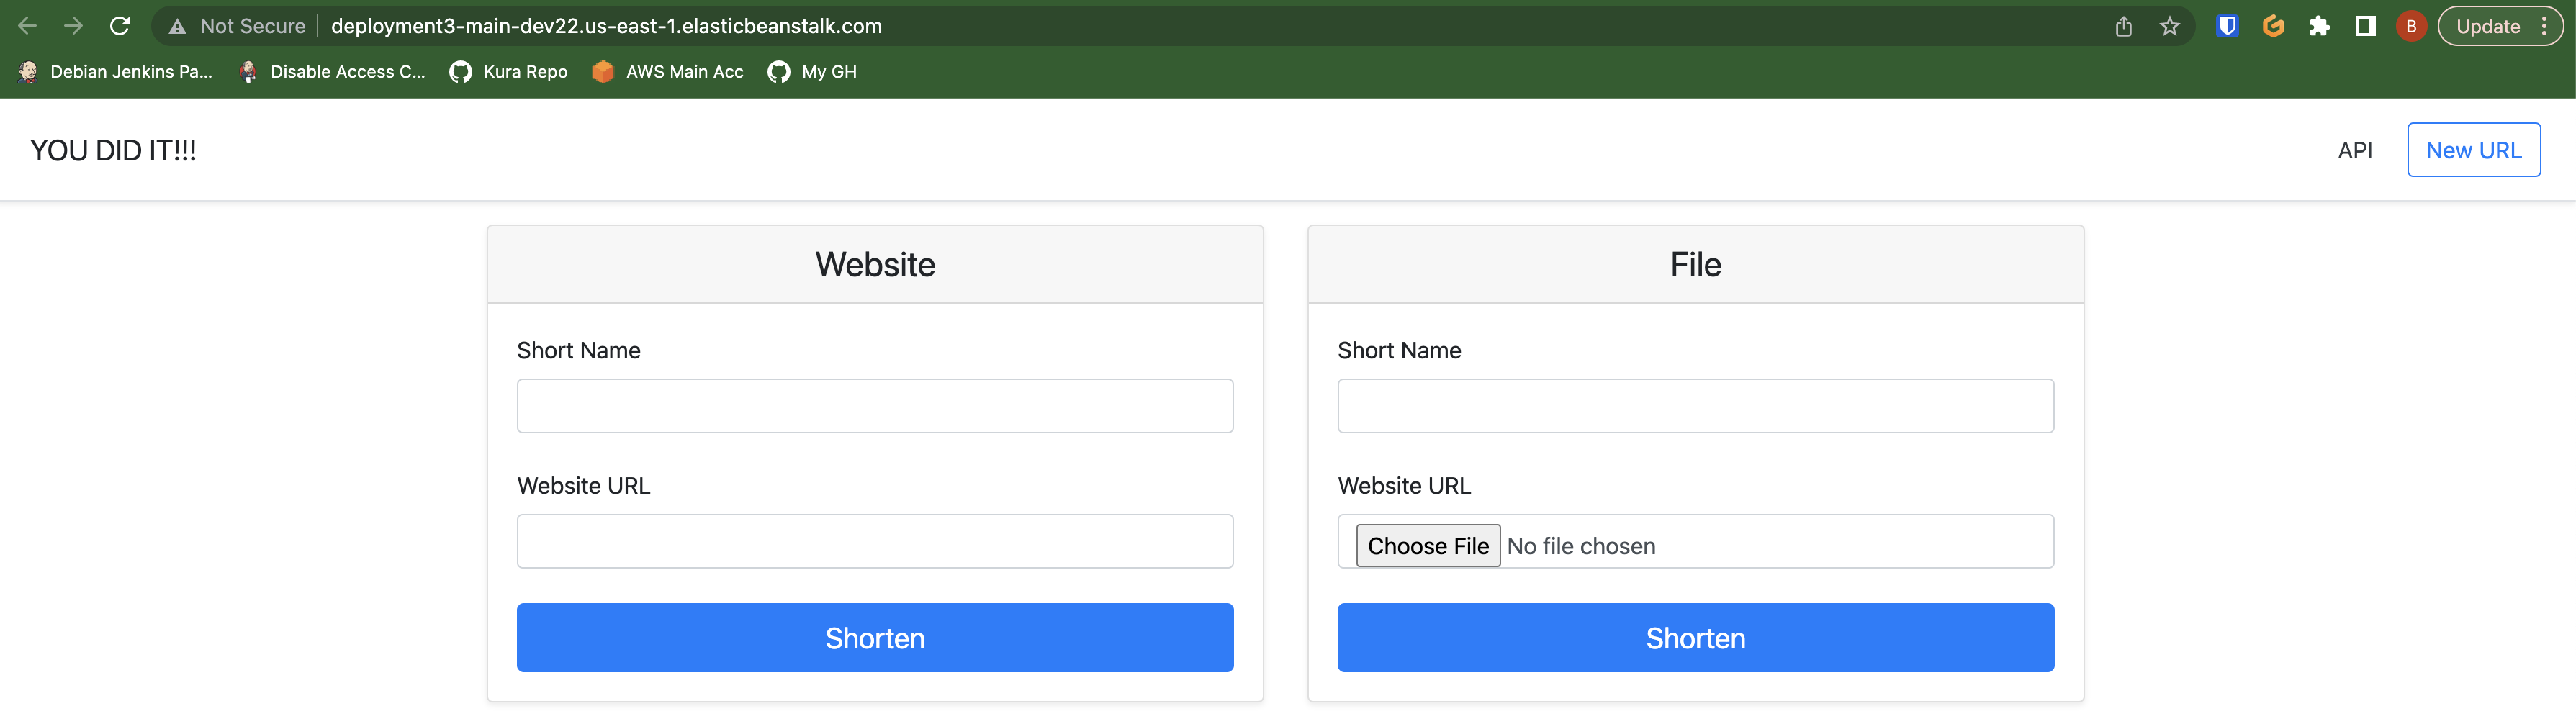 Not Secure deployment3-main-dev22.us-east-1.elasticbeanstalk.com B Update
Debian Jenkins Pa... Disable Access C... Kura Repo AWS Main Acc My GH
YOU DID IT!!! API New URL
Website
Short Name
Website URL
Shorten
File
Short Name
Website URL
Choose File No file chosen
Shorten